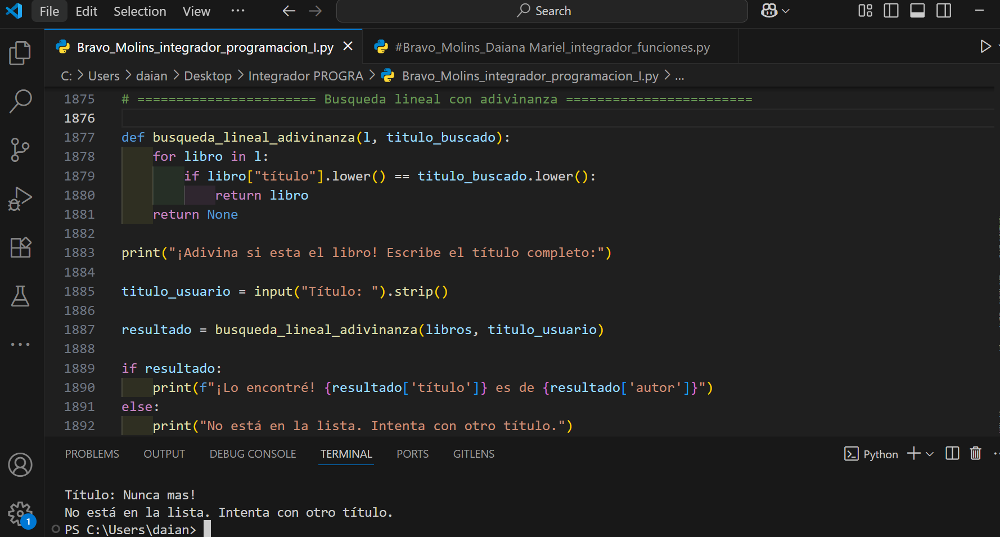 File Edit Selection View ··· Search
Bravo_Molins_integrador_programacion_I.py #Bravo_Molins_Daiana Mariel_integrador_funciones.py
C: > Users > daian > Desktop > Integrador PROGRA > Bravo_Molins_integrador_programacion_I.py > ...
1875 # ======================= Busqueda lineal con adivinanza ========================
1876
1877 def busqueda_lineal_adivinanza(l, titulo_buscado):
1878     for libro in l:
1879         if libro["título"].lower() == titulo_buscado.lower():
1880             return libro
1881     return None
1882
1883 print("¡Adivina si esta el libro! Escribe el título completo:")
1884
1885 titulo_usuario = input("Título: ").strip()
1886
1887 resultado = busqueda_lineal_adivinanza(libros, titulo_usuario)
1888
1889 if resultado:
1890     print(f"¡Lo encontré! {resultado['título']} es de {resultado['autor']}")
1891 else:
1892     print("No está en la lista. Intenta con otro título.")
PROBLEMS OUTPUT DEBUG CONSOLE TERMINAL PORTS GITLENS Python
Título: Nunca mas!
No está en la lista. Intenta con otro título.
1
PS C:\Users\daian>